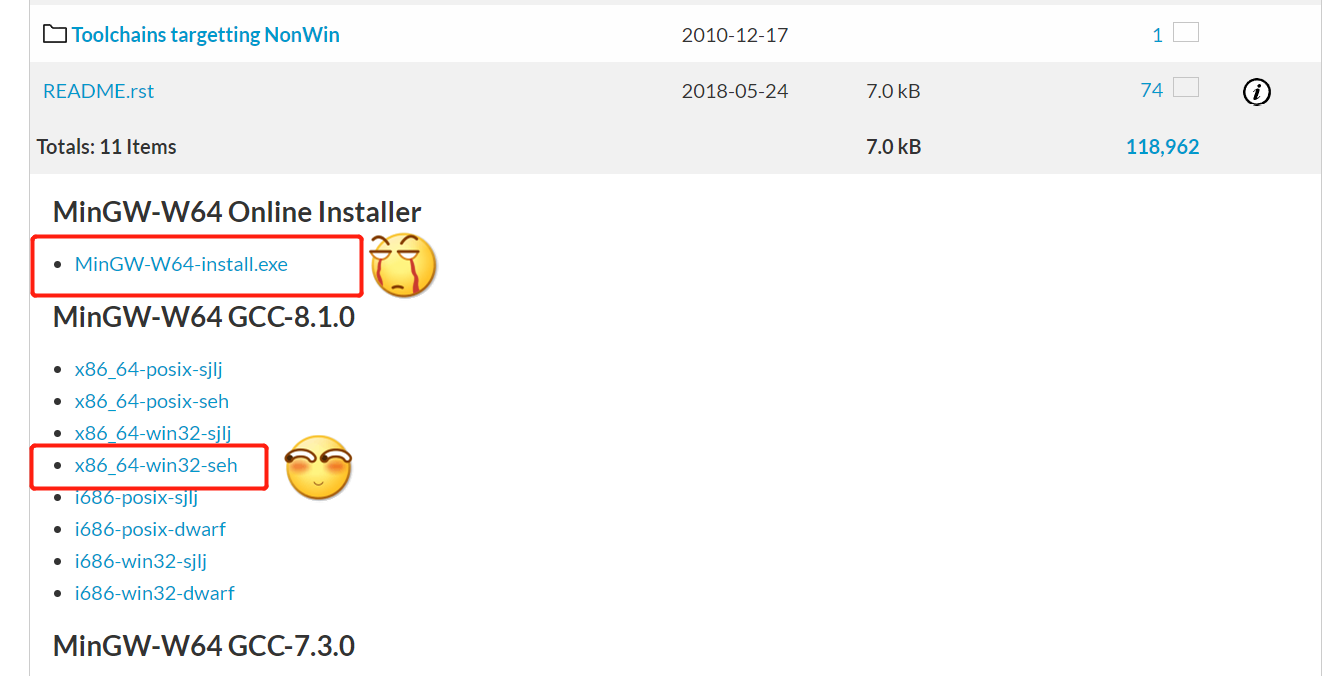 Toolchains targetting NonWin 2010-12-17 1
README.rst 2018-05-24 7.0 kB 74 i
Totals: 11 Items 7.0 kB 118,962
MinGW-W64 Online Installer
• MinGW-W64-install.exe
MinGW-W64 GCC-8.1.0
• x86_64-posix-sjlj
• x86_64-posix-seh
• x86_64-win32-sjlj
• x86_64-win32-seh
• i686-posix-sjlj
• i686-posix-dwarf
• i686-win32-sjlj
• i686-win32-dwarf
MinGW-W64 GCC-7.3.0